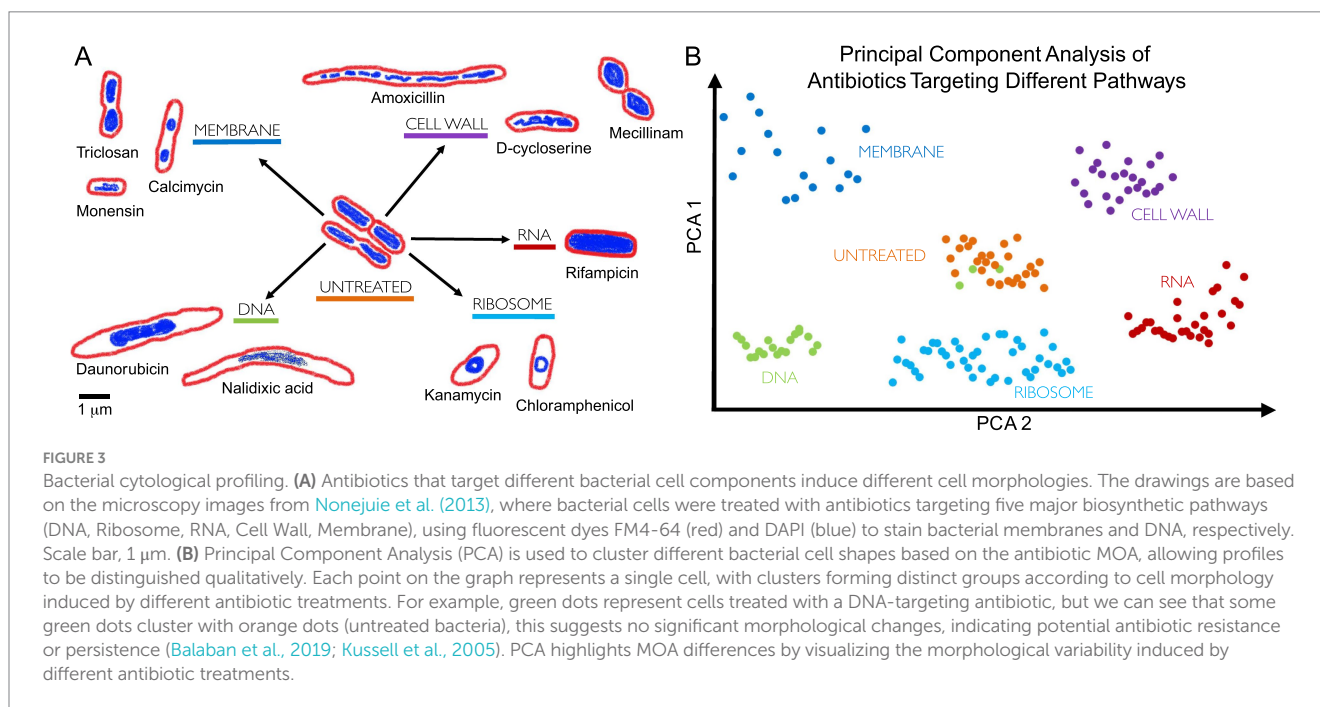 A
Triclosan
Calcimycin
Monensin
MEMBRANE
Amoxicillin
CELL WALL
D-cycloserine
Mecillinam
RNA
Rifampicin
UNTREATED
RIBOSOME
Kanamycin
Chloramphenicol
DNA
Daunorubicin
Nalidixic acid
1 μm
B
Principal Component Analysis of
Antibiotics Targeting Different Pathways
MEMBRANE
CELL WALL
UNTREATED
RNA
DNA
RIBOSOME
PCA 1
PCA 2
FIGURE 3
Bacterial cytological profiling. (A) Antibiotics that target different bacterial cell components induce different cell morphologies. The drawings are based
on the microscopy images from Nonejuie et al. (2013), where bacterial cells were treated with antibiotics targeting five major biosynthetic pathways
(DNA, Ribosome, RNA, Cell Wall, Membrane), using fluorescent dyes FM4-64 (red) and DAPI (blue) to stain bacterial membranes and DNA, respectively.
Scale bar, 1 μm. (B) Principal Component Analysis (PCA) is used to cluster different bacterial cell shapes based on the antibiotic MOA, allowing profiles
to be distinguished qualitatively. Each point on the graph represents a single cell, with clusters forming distinct groups according to cell morphology
induced by different antibiotic treatments. For example, green dots represent cells treated with a DNA-targeting antibiotic, but we can see that some
green dots cluster with orange dots (untreated bacteria), this suggests no significant morphological changes, indicating potential antibiotic resistance
or persistence (Balaban et al., 2019; Kussell et al., 2005). PCA highlights MOA differences by visualizing the morphological variability induced by
different antibiotic treatments.